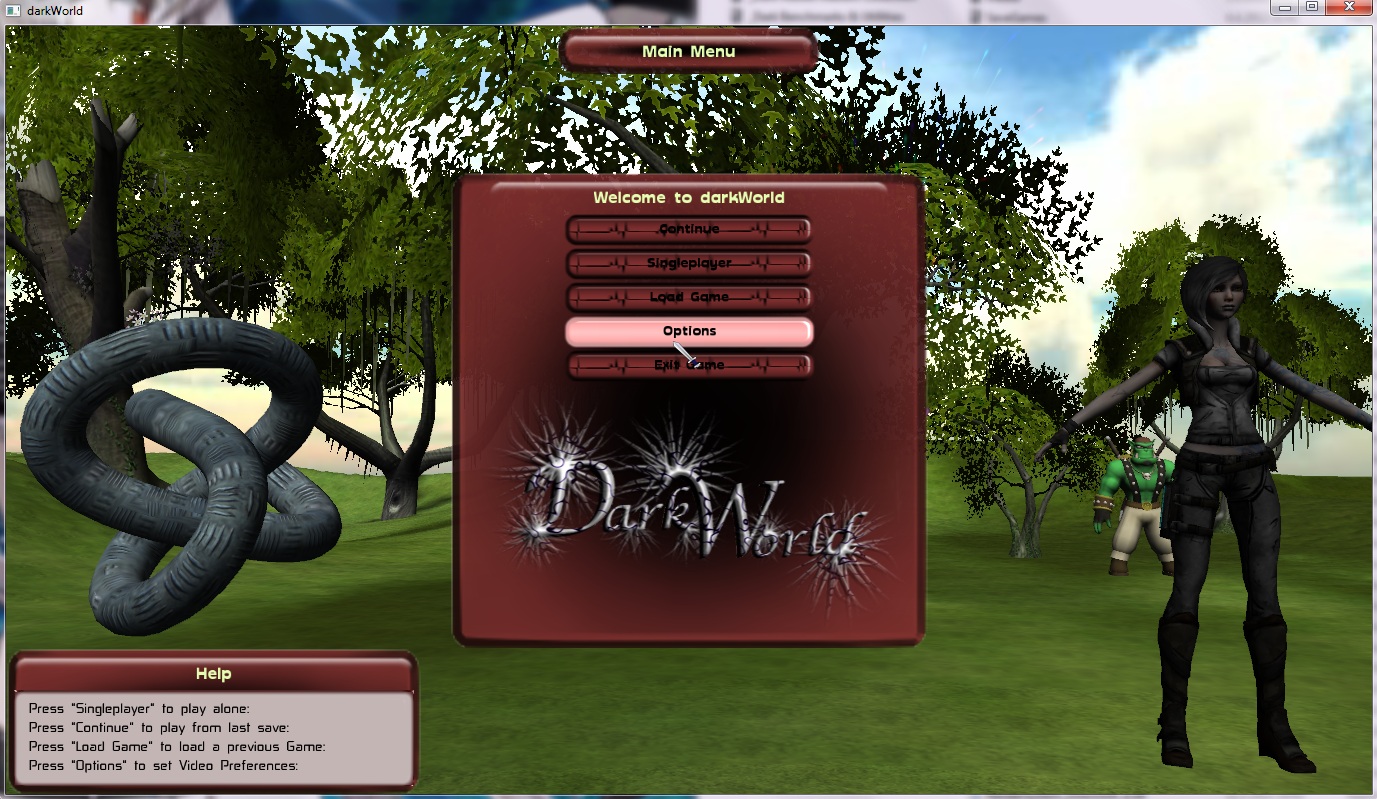 darkWorld
Main Menu
Welcome to darkWorld
Continue
Singleplayer
Load Game
Options
Exit Game
DarkWorld
Help
Press "Singleplayer" to play alone:
Press "Continue" to play from last save:
Press "Load Game" to load a previous Game:
Press "Options" to set Video Preferences: